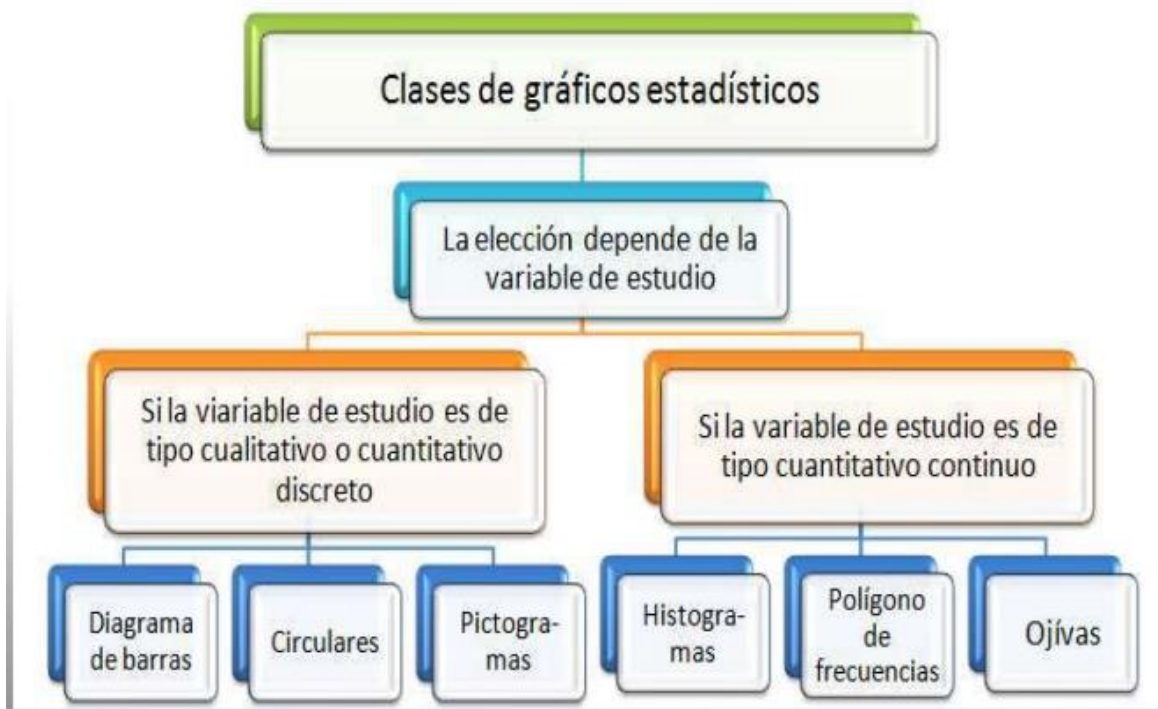 Clases de gráficos estadísticos
La elección depende de la
variable de estudio
Si la viariable de estudio es de
tipo cualitativo o cuantitativo
discreto
Si la variable de estudio es de
tipo cuantitativo continuo
Diagrama
de barras
Circulares
Pictogra-
mas
Histogra-
mas
Polígono
de
frecuencias
Ojívas